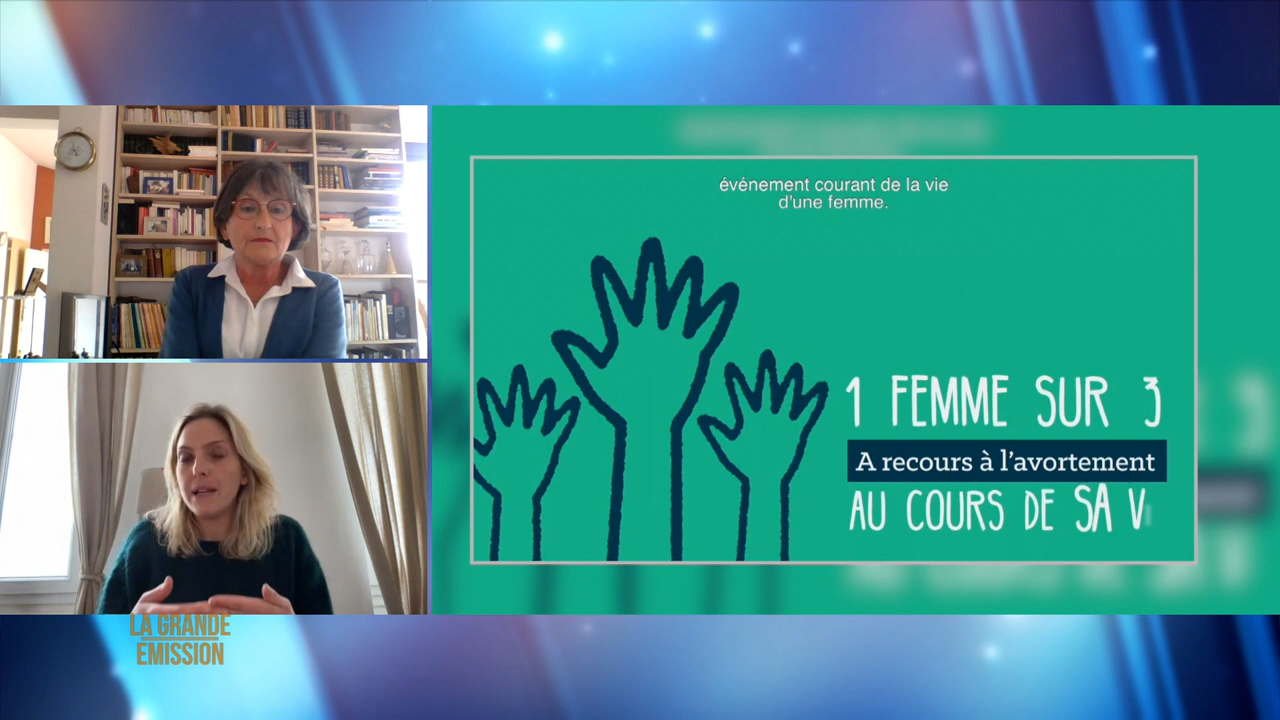 événement courant de la vie
d'une femme.
1 FEMME SUR 3
A recours à l'avortement
AU COURS DE SA V
LA GRANDE
EMISSION